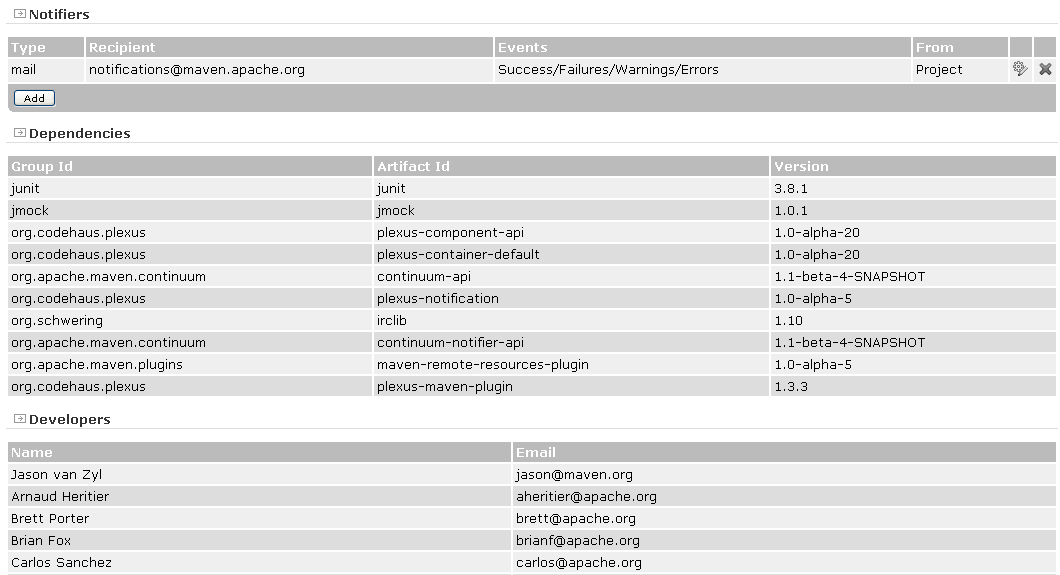 Notifiers
Type Recipient Events From
mail notifications@maven.apache.org Success/Failures/Warnings/Errors Project
Add
Dependencies
Group Id Artifact Id Version
junit junit 3.8.1
jmock jmock 1.0.1
org.codehaus.plexus plexus-component-api 1.0-alpha-20
org.codehaus.plexus plexus-container-default 1.0-alpha-20
org.apache.maven.continuum continuum-api 1.1-beta-4-SNAPSHOT
org.codehaus.plexus plexus-notification 1.0-alpha-5
org.schwering irclib 1.10
org.apache.maven.continuum continuum-notifier-api 1.1-beta-4-SNAPSHOT
org.apache.maven.plugins maven-remote-resources-plugin 1.0-alpha-5
org.codehaus.plexus plexus-maven-plugin 1.3.3
Developers
Name Email
Jason van Zyl jason@maven.org
Arnaud Heritier aheritier@apache.org
Brett Porter brett@apache.org
Brian Fox brianf@apache.org
Carlos Sanchez carlos@apache.org